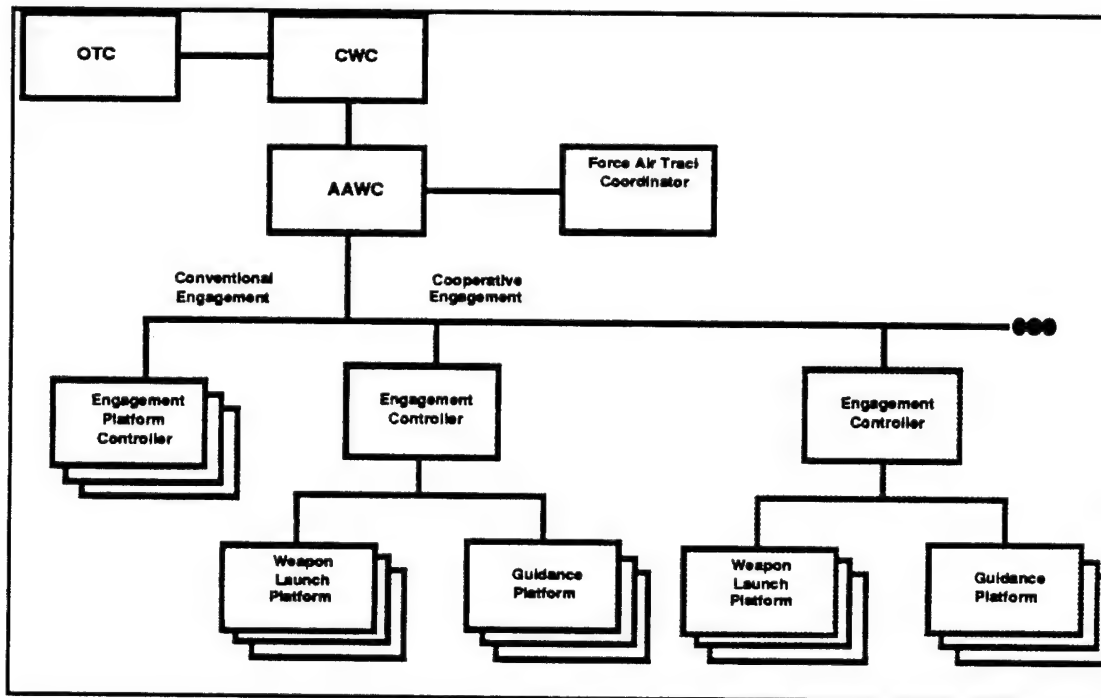 OTC
CWC
AAWC
Force Air Tracl
Coordinator
Conventional
Engagement
Cooperative
Engagement
Engagement
Platform
Controller
Engagement
Controller
Engagement
Controller
Weapon
Launch
Platform
Guidance
Platform
Weapon
Launch
Platform
Guidance
Platform